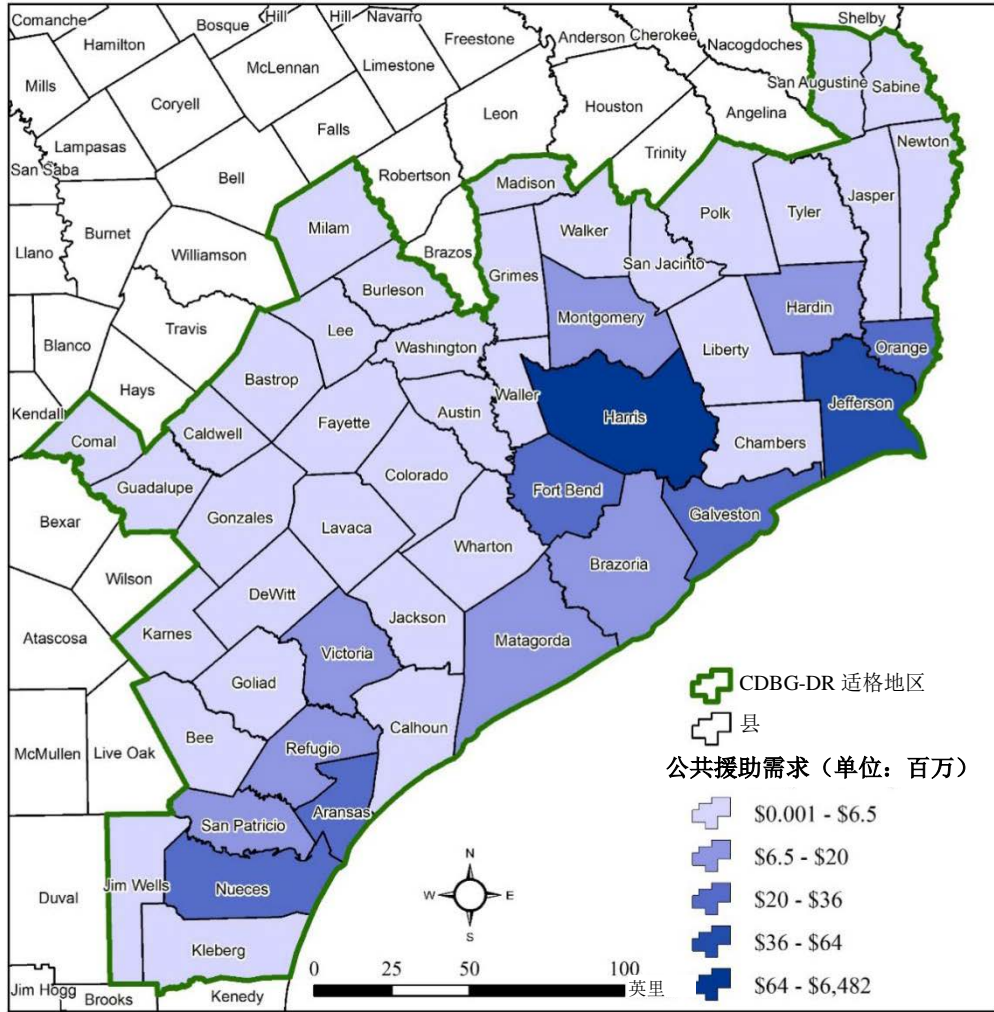 Comanche
Hill
Hill
Navarro
Shelby
Bosque
Hamilton
Freestone
Anderson
Cherokee
Nacogdoches
McLennan
Limestone
San Augustine
Sabine
Mills
Coryell
Leon
Houston
Angelina
Falls
Lampasas
Newton
San Saba
Bell
Robertson
Trinity
Madison
Jasper
Burnet
Milam
Polk
Tyler
Walker
Llano
Williamson
Brazos
San Jacinto
Grimes
Burleson
Hardin
Montgomery
Travis
Lee
Orange
Blanco
Washington
Liberty
Bastrop
Hays
Waller
Jefferson
Kendall
Austin
Harris
Fayette
Comal
Caldwell
Chambers
Colorado
Guadalupe
Fort Bend
Galveston
Bexar
Gonzales
Lavaca
Wharton
Brazoria
Wilson
DeWitt
Jackson
Atascosa
Karnes
Matagorda
Victoria
Goliad
Calhoun
Bee
McMullen
Live Oak
Refugio
Aransas
San Patricio
Duval
Jim Wells
Nueces
Kleberg
Jim Hogg
Brooks
Kenedy
N
W E
S
0 25 50 100
英里
CDBG-DR 适格地区
县
公共援助需求（单位：百万）
$0.001 - $6.5
$6.5 - $20
$20 - $36
$36 - $64
$64 - $6,482